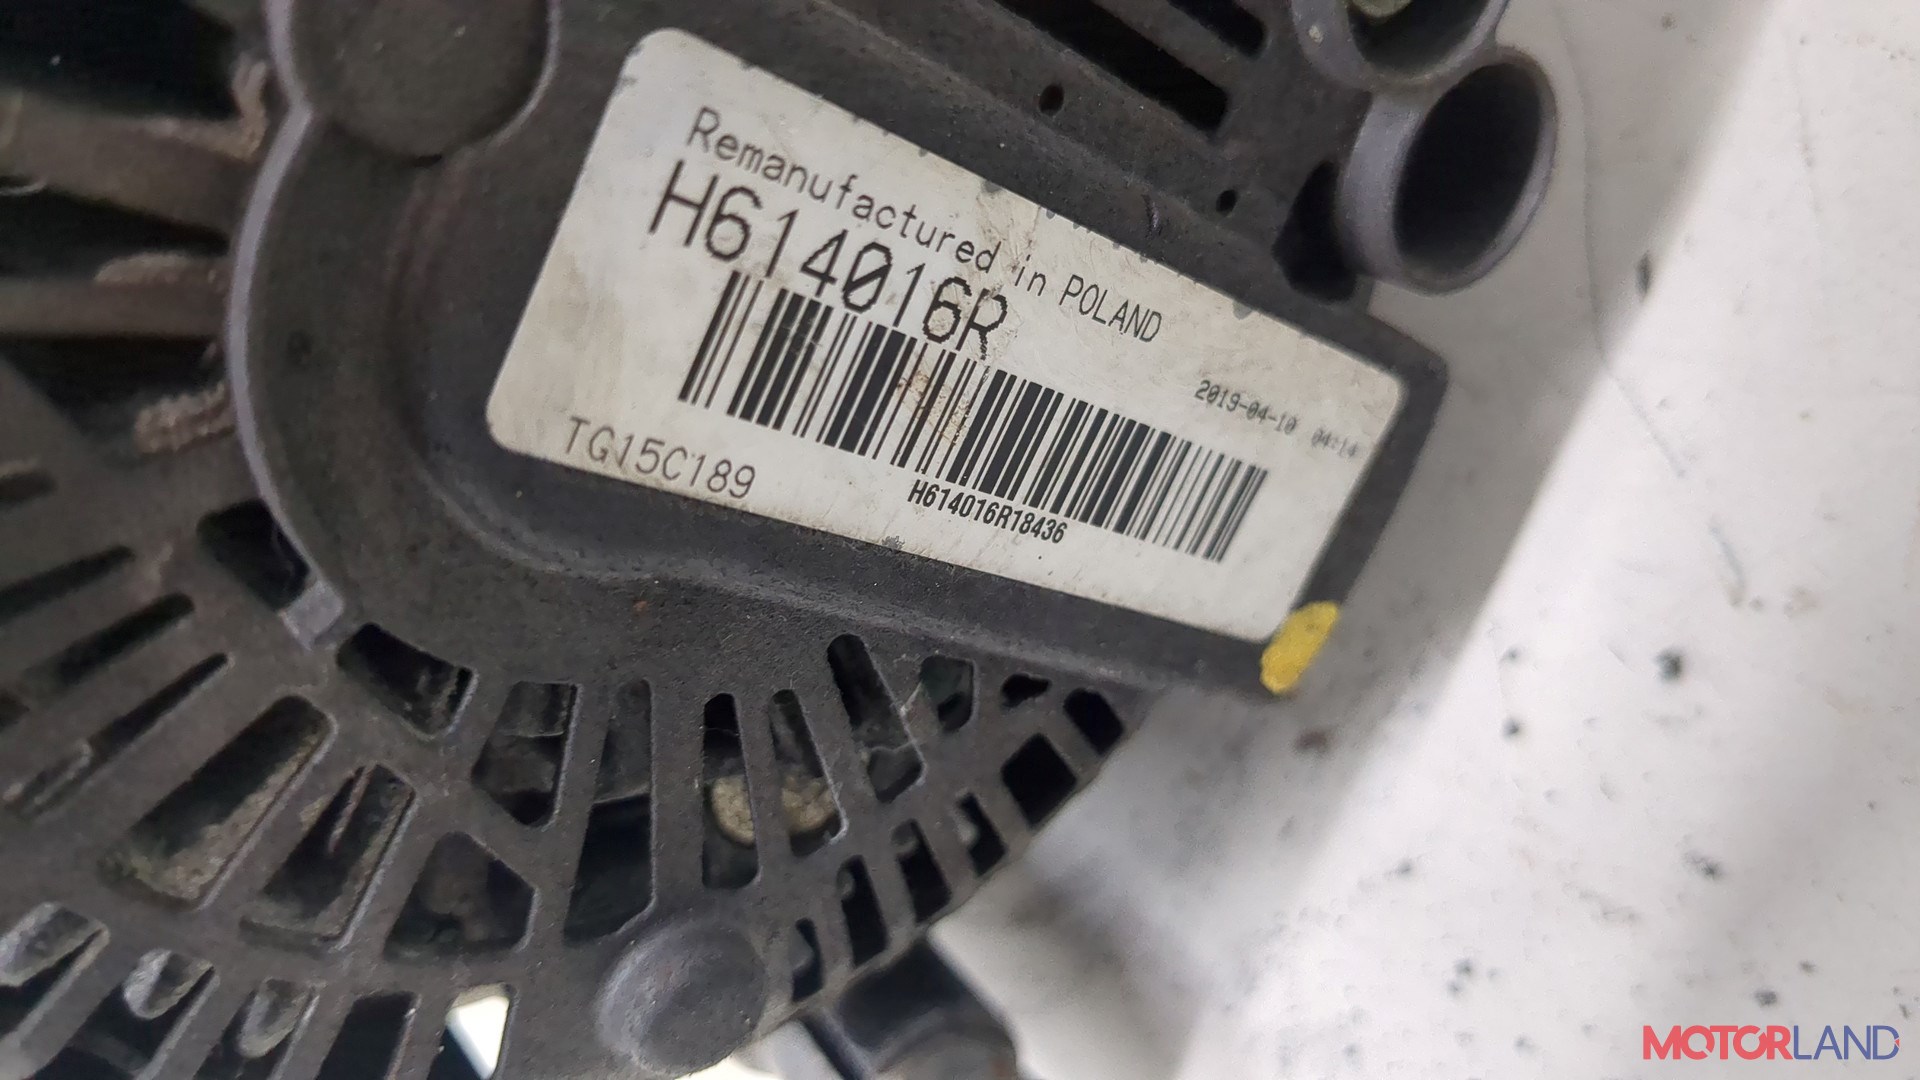 Remanufactured in POLAND
H614016R
2019-04-10 04:14
TG15C189
H614016R18436
MOTORLAND